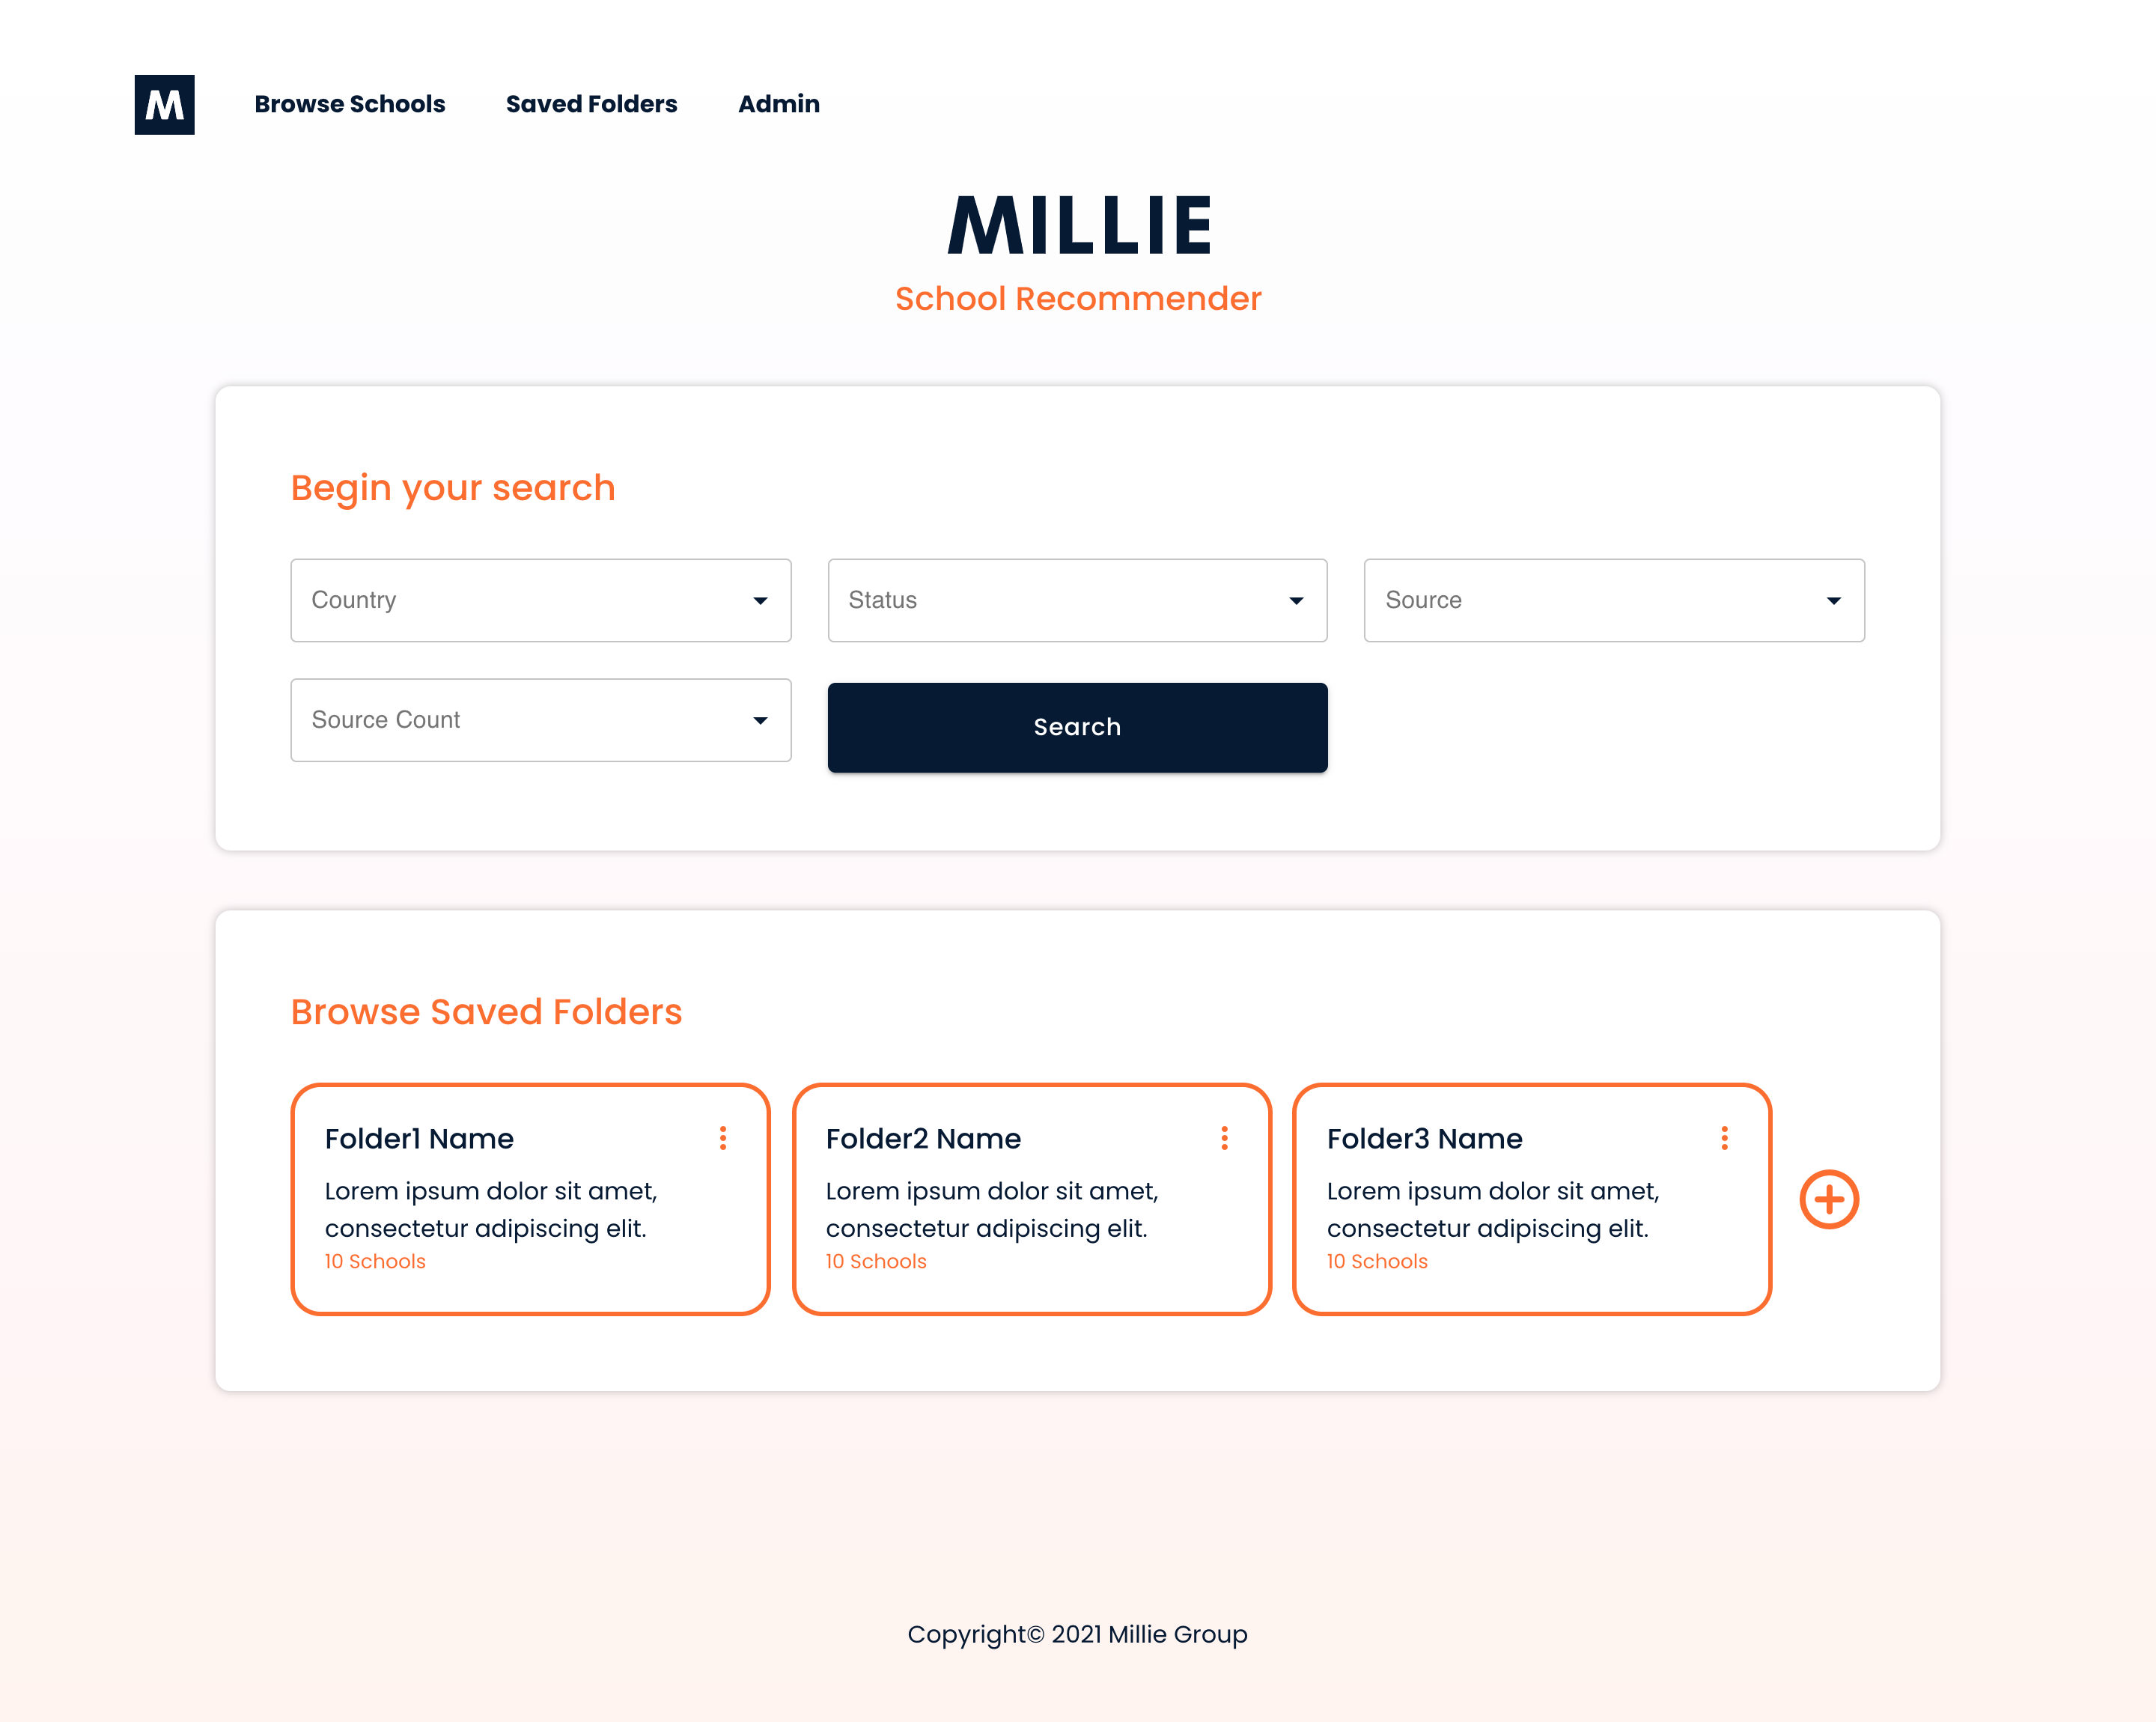 M Browse Schools Saved Folders Admin
MILLIE
School Recommender
Begin your search
Country Status Source
Source Count Search
Browse Saved Folders
Folder1 Name
Lorem ipsum dolor sit amet,
consectetur adipiscing elit.
10 Schools
Folder2 Name
Lorem ipsum dolor sit amet,
consectetur adipiscing elit.
10 Schools
Folder3 Name
Lorem ipsum dolor sit amet,
consectetur adipiscing elit.
10 Schools
Copyright© 2021 Millie Group